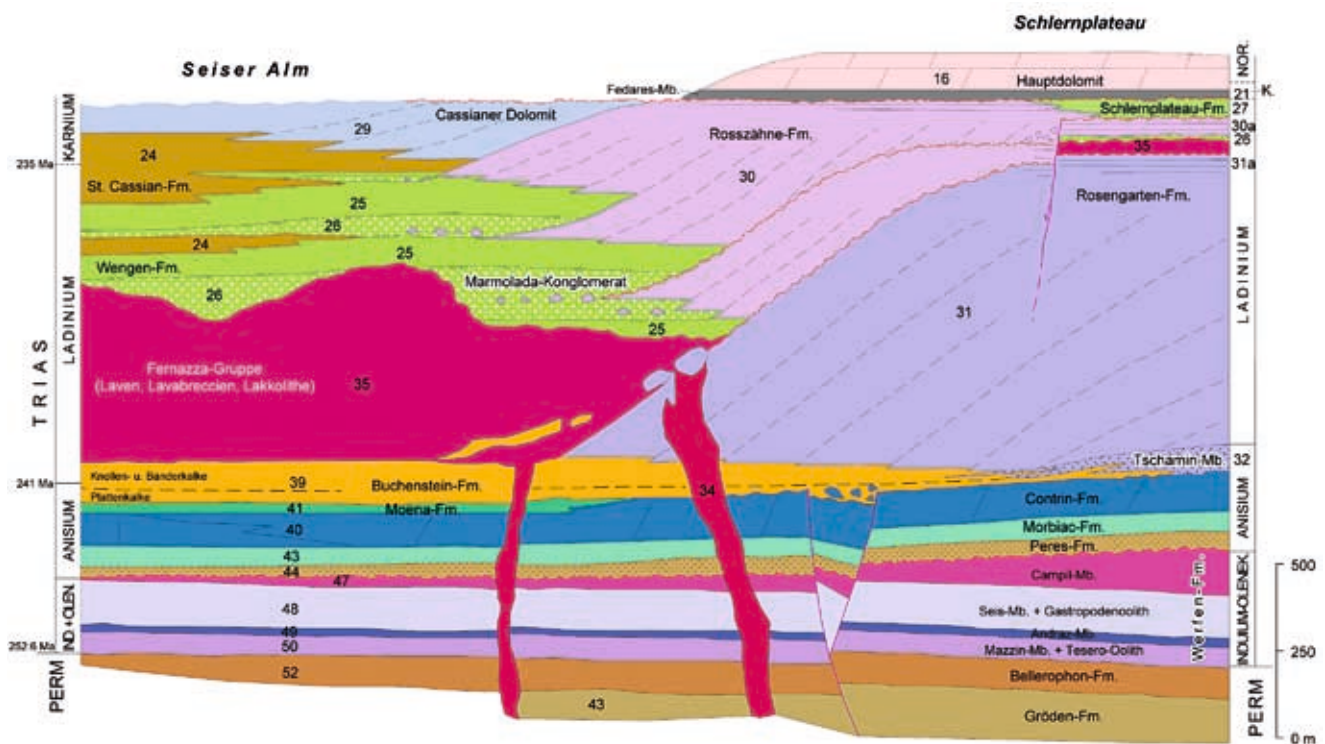 Schlernplateau
Seiser Alm
NOR.
16
Hauptdolomit
Fedares-Mb.
21
K.
KARNIUM
29
Cassianer Dolomit
Rosszähne-Fm.
Schlernplateau-Fm.
27
30a
26
35
235 Ma
24
St. Cassian-Fm.
30
31a
25
Rosengarten-Fm.
26
24
25
Wengen-Fm.
26
Marmolada-Konglomerat
25
31
TRIAS
LADINIUM
LADINIUM
Fernazza-Gruppe
(Laven, Lavabreccien, Lakkolithe)
35
Tschamin-Mb.
32
Knollen- u. Bänderkalke
39
Buchenstein-Fm.
241 Ma
Plattenkalke
34
Contrin-Fm.
41
Moena-Fm.
ANISIUM
ANISIUM
40
Morbiac-Fm.
43
Peres-Fm.
44
47
Campil-Mb.
500
IND + OLEN.
48
Seis-Mb. + Gastropodenoolith
Werfen-Fm.
INDUIUM-OLENEK.
49
Andraz-Mb.
252'6 Ma
50
Mazzin-Mb. + Tesero-Oolith
250
PERM
52
Bellerophon-Fm.
PERM
43
Gröden-Fm.
0 m